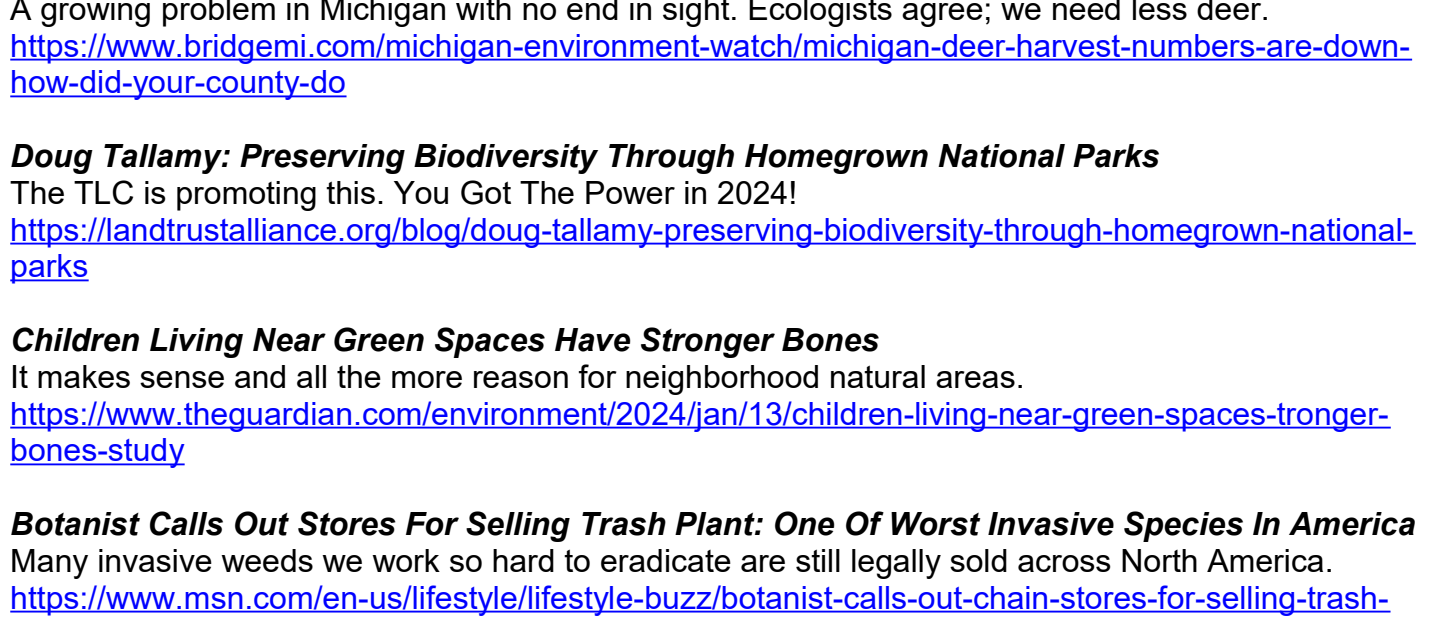 A growing problem in Michigan with no end in sight. Ecologists agree; we need less deer.
https://www.bridgemi.com/michigan-environment-watch/michigan-deer-harvest-numbers-are-down-
how-did-your-county-do
Doug Tallamy: Preserving Biodiversity Through Homegrown National Parks
The TLC is promoting this. You Got The Power in 2024!
https://landtrustalliance.org/blog/doug-tallamy-preserving-biodiversity-through-homegrown-national-
parks
Children Living Near Green Spaces Have Stronger Bones
It makes sense and all the more reason for neighborhood natural areas.
https://www.theguardian.com/environment/2024/jan/13/children-living-near-green-spaces-tronger-
bones-study
Botanist Calls Out Stores For Selling Trash Plant: One Of Worst Invasive Species In America
Many invasive weeds we work so hard to eradicate are still legally sold across North America.
https://www.msn.com/en-us/lifestyle/lifestyle-buzz/botanist-calls-out-chain-stores-for-selling-trash-